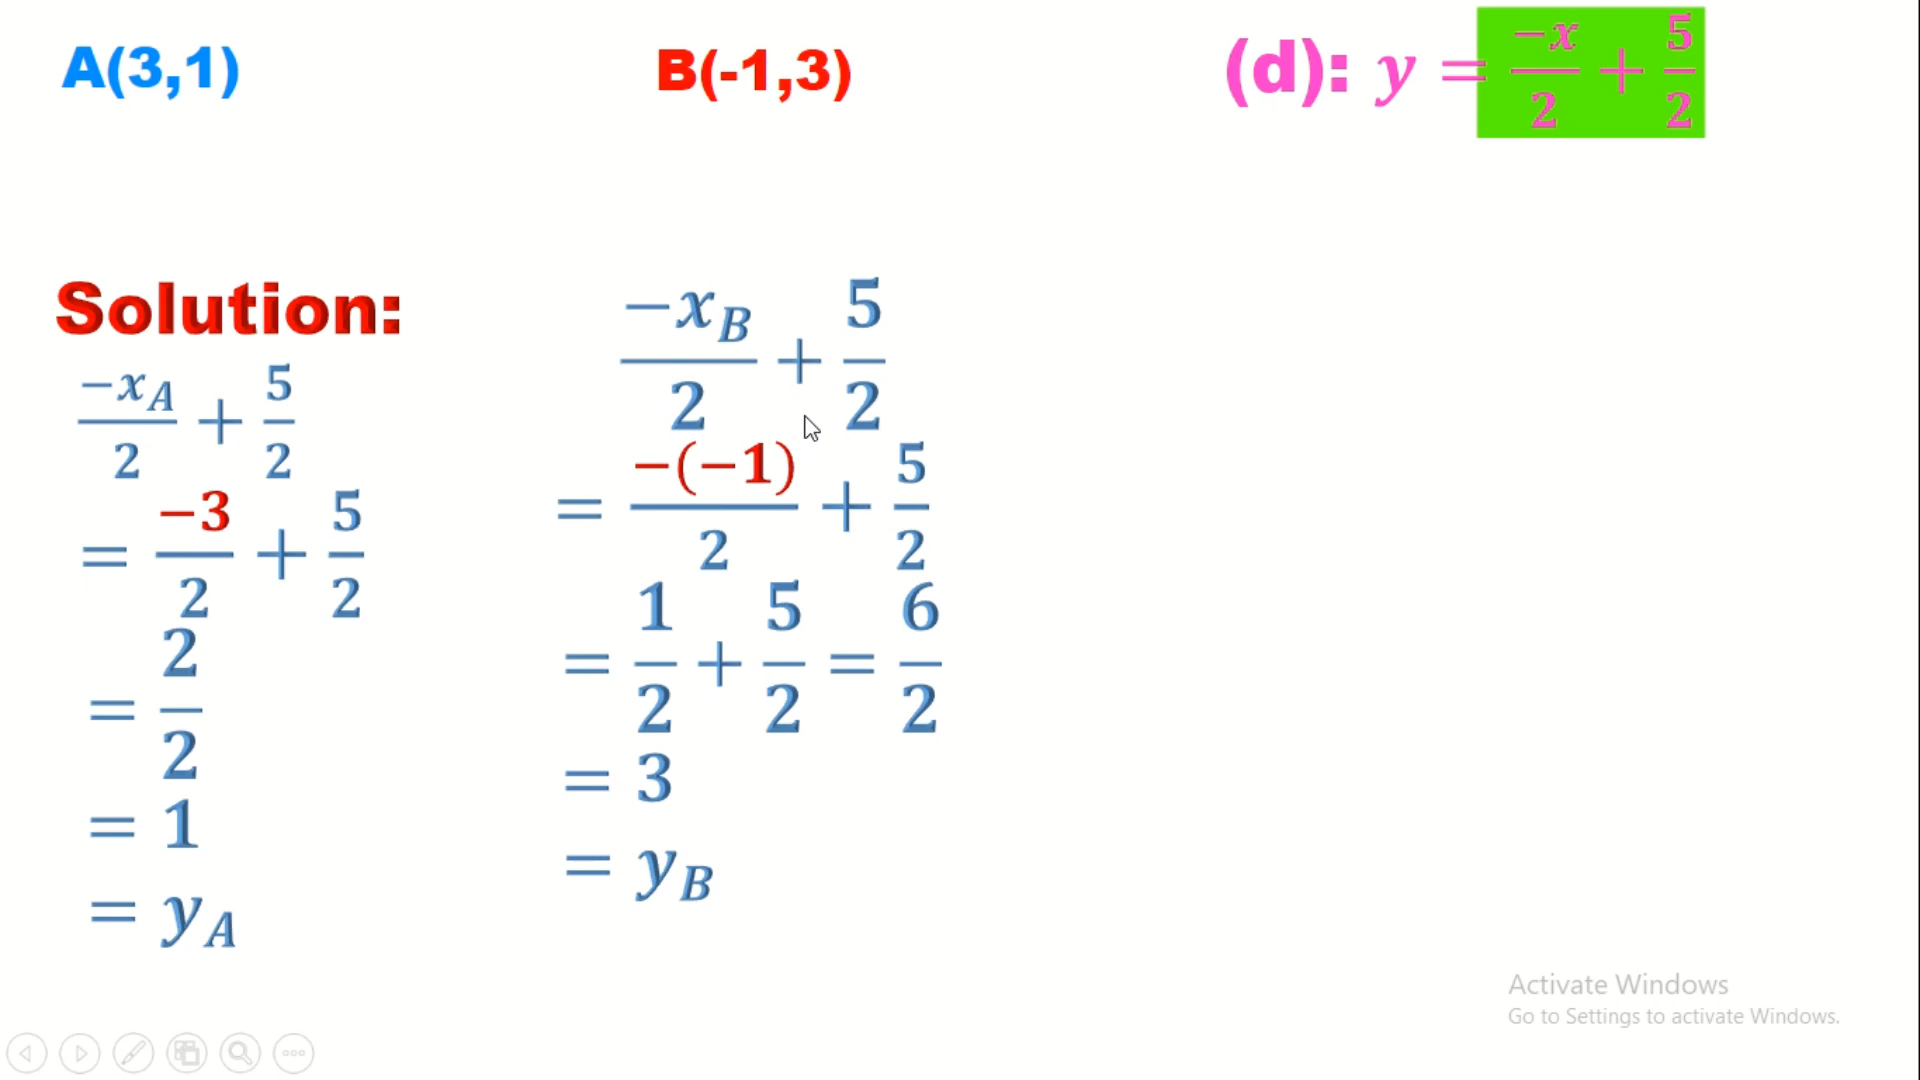 A(3,1)
B(-1,3)
(d): y = -x/2 + 5/2
Solution:
-x_A/2 + 5/2
= -3/2 + 5/2
= 2/2
= 1
= y_A
-x_B/2 + 5/2
= -(-1)/2 + 5/2
= 1/2 + 5/2 = 6/2
= 3
= y_B
Activate Windows
Go to Settings to activate Windows.